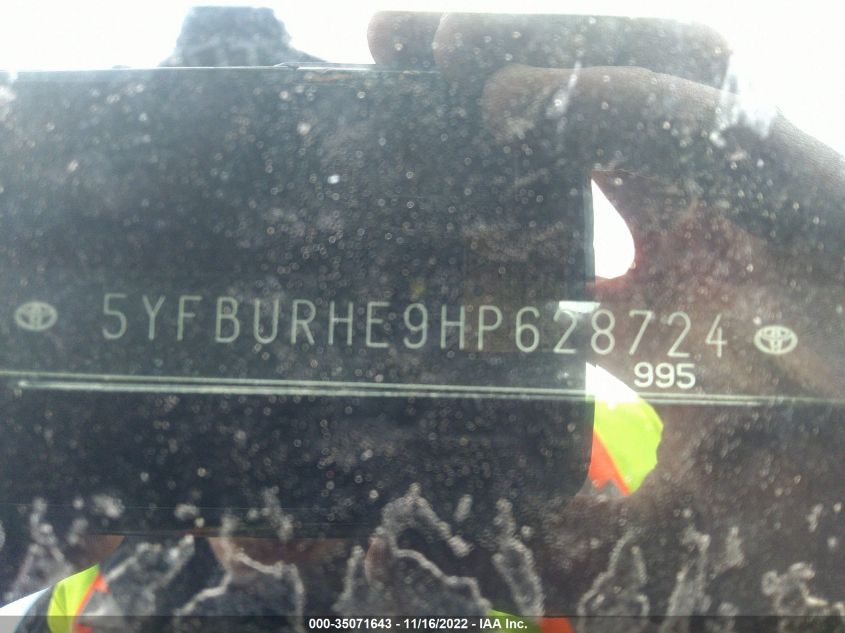 5YFBURHE9HP628724
995
000-35071643 - 11/16/2022 - IAA Inc.